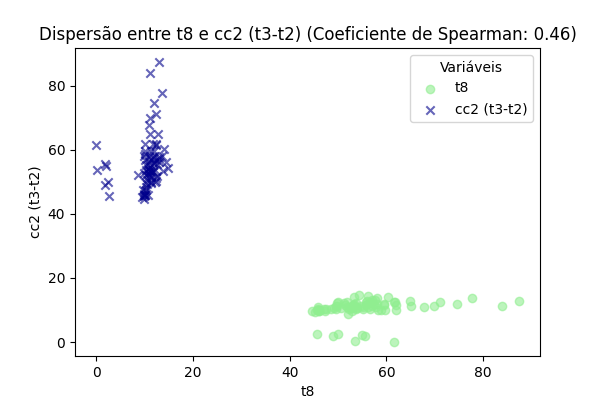 Dispersão entre t8 e cc2 (t3-t2) (Coeficiente de Spearman: 0.46)
Variáveis
t8
cc2 (t3-t2)
cc2 (t3-t2)
80
60
40
20
0
0 20 40 60 80
t8